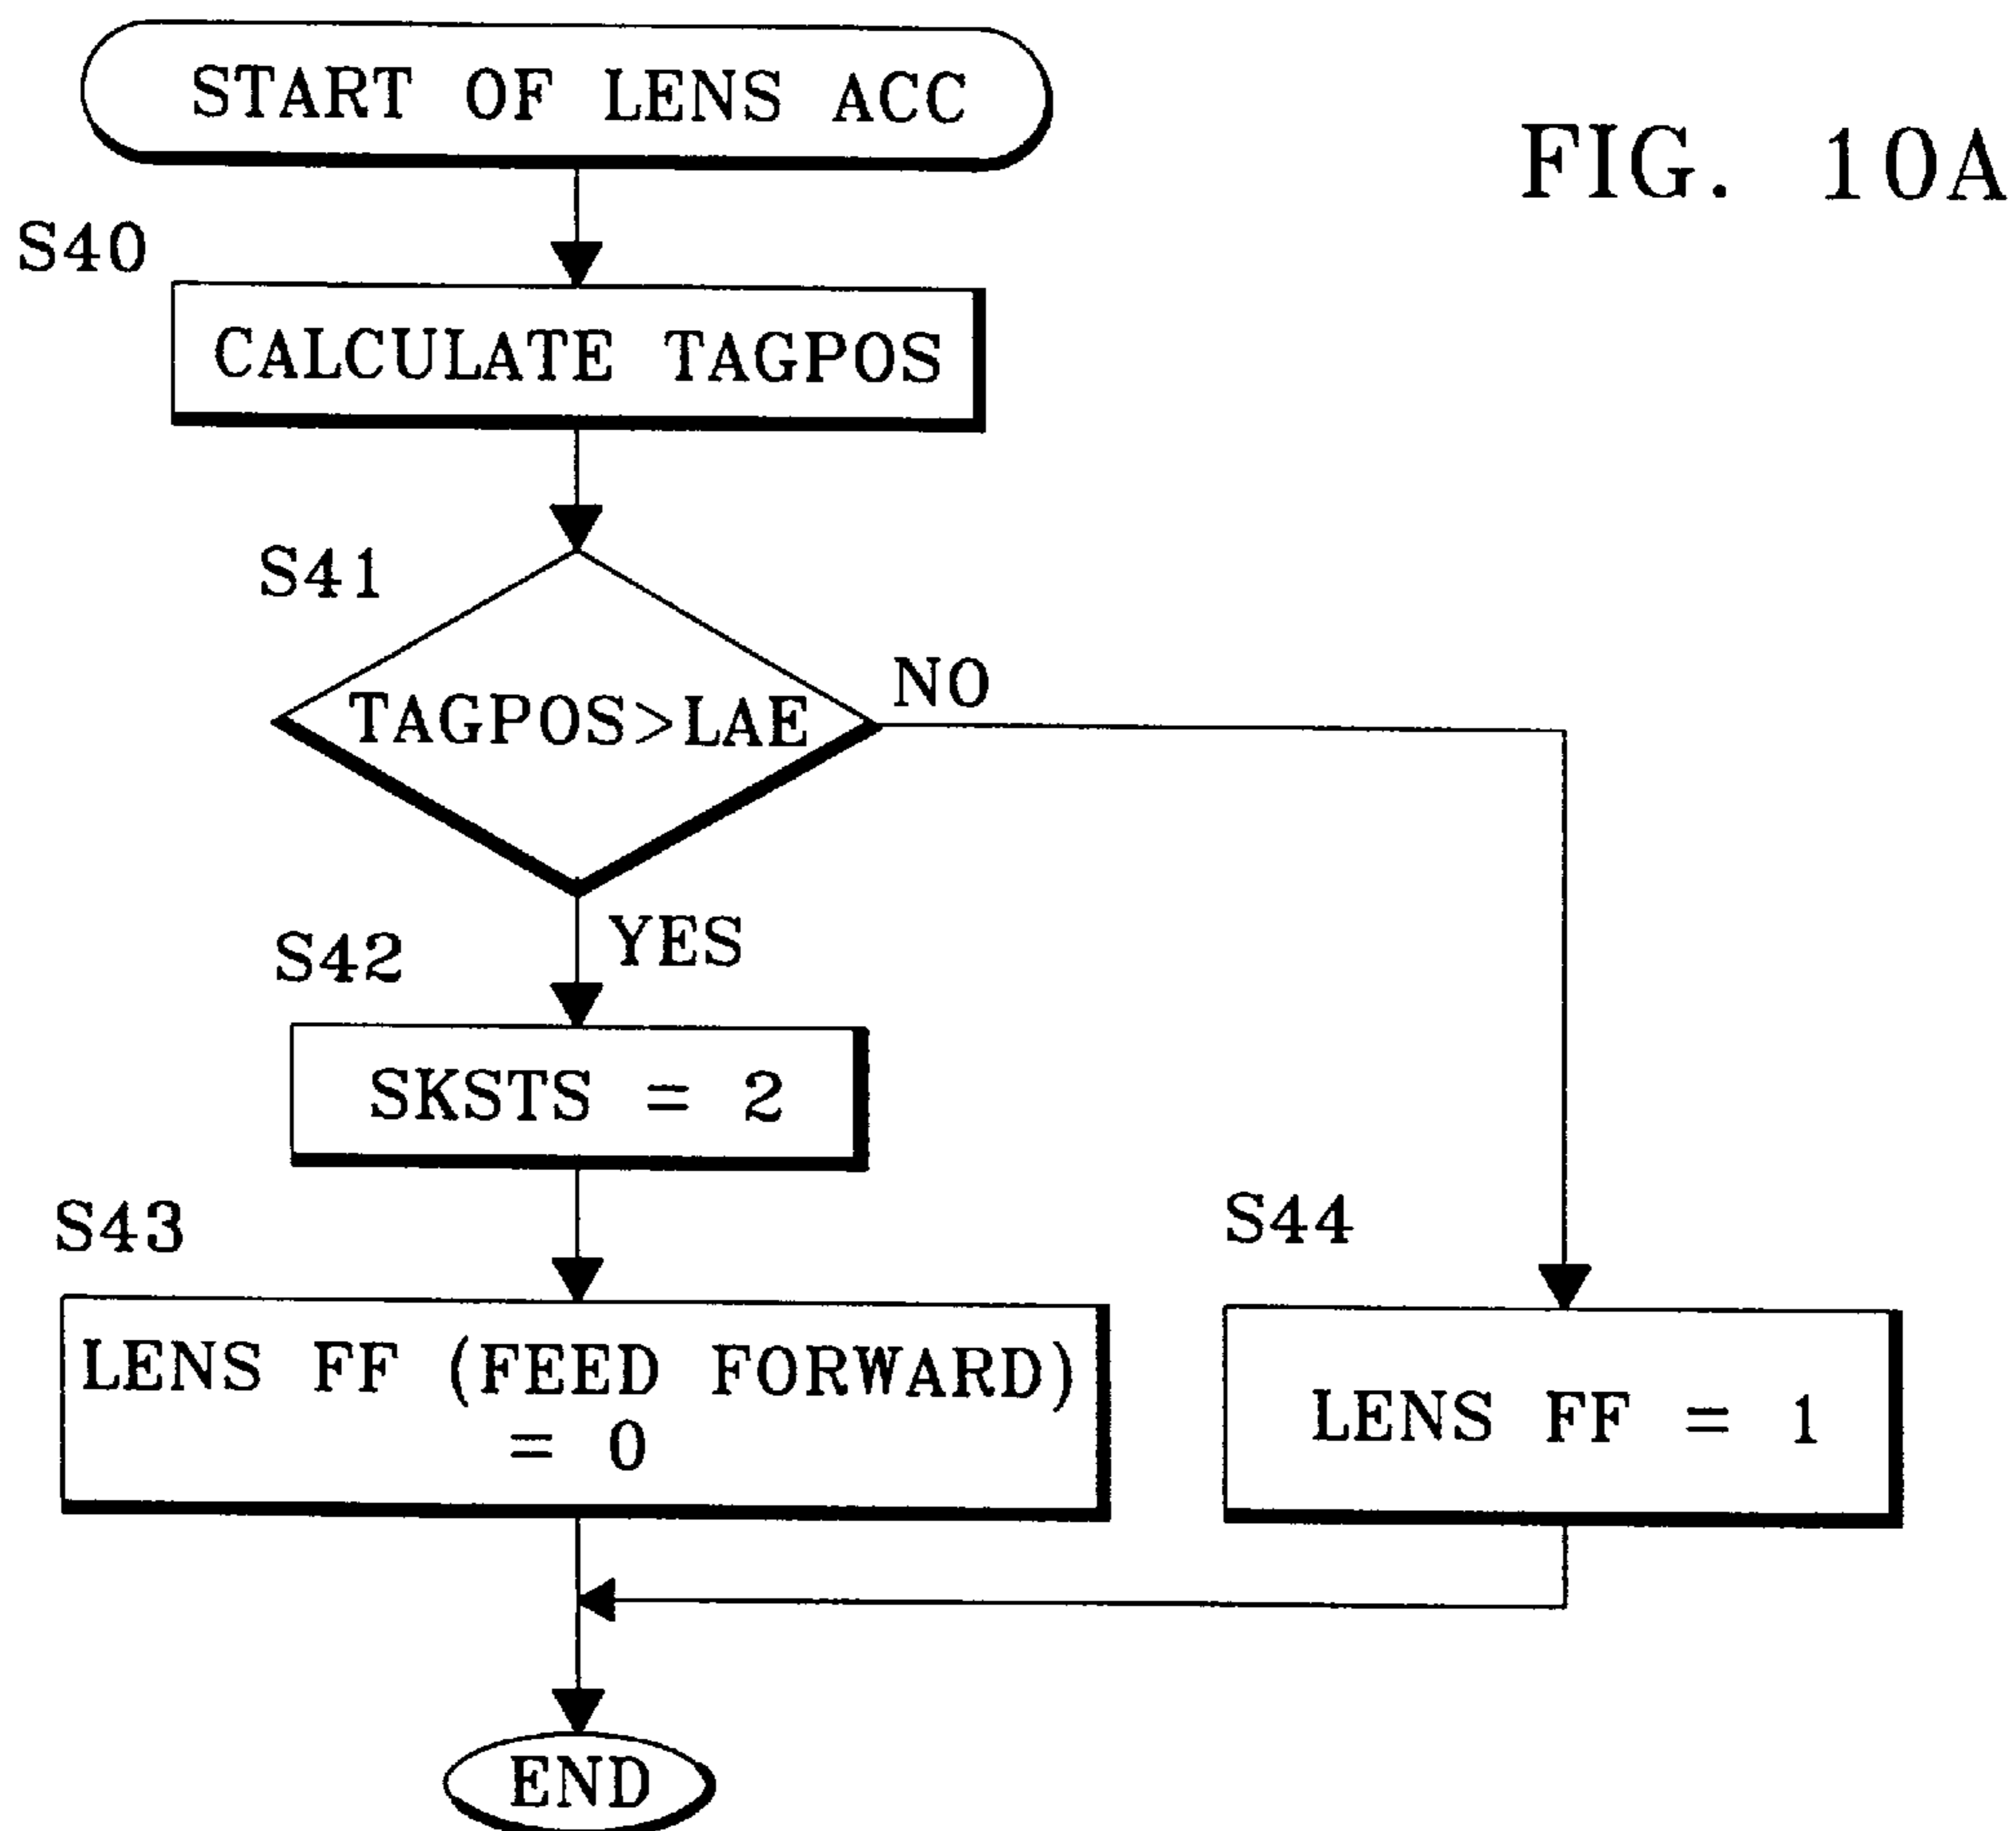 START OF LENS ACC
FIG. 10A
S40
CALCULATE TAGPOS
S41
TAGPOS>LAE
NO
YES
S42
SKSTS = 2
S43
LENS FF (FEED FORWARD)
= 0
S44
LENS FF = 1
END